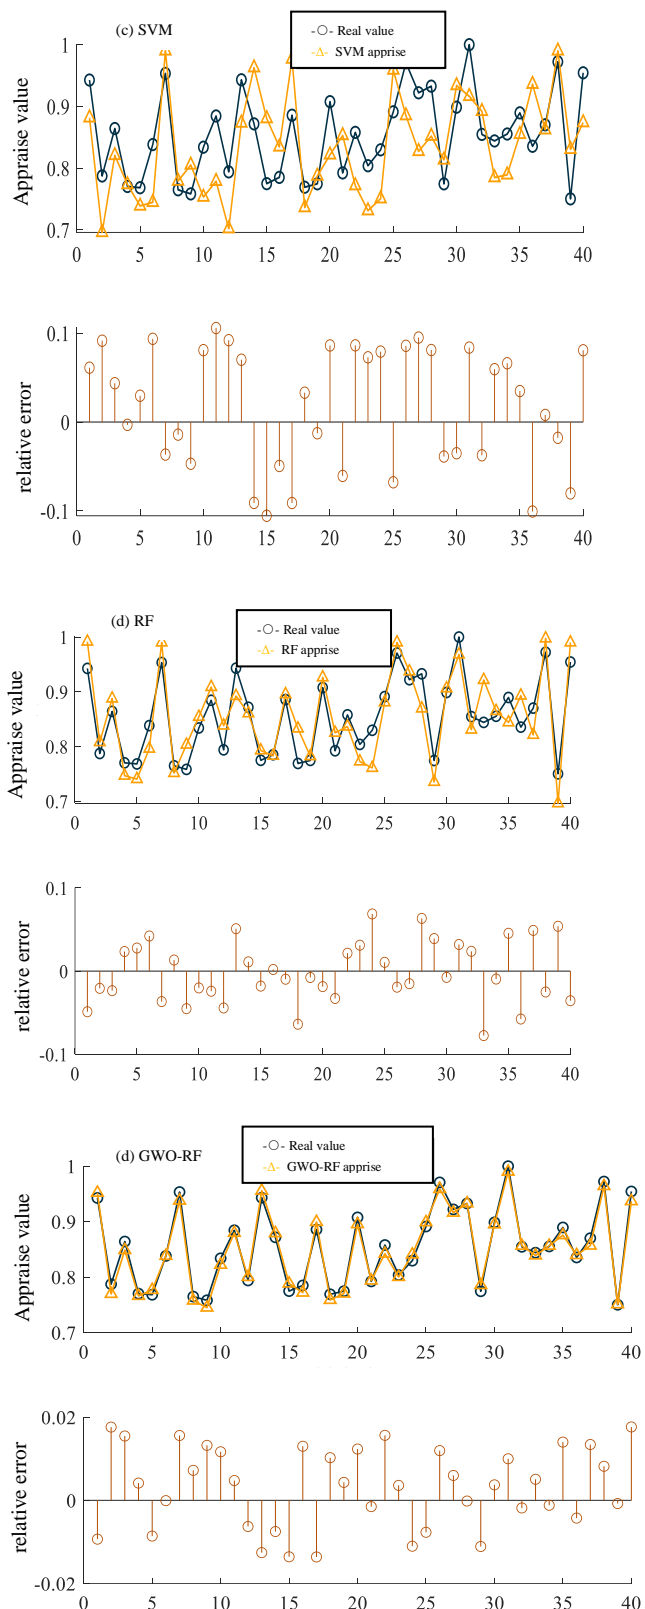 (c) SVM
-○- Real value
-△- SVM apprise
Appraise value
1
0.9
0.8
0.7
0 5 10 15 20 25 30 35 40
relative error
0.1
0
-0.1
0 5 10 15 20 25 30 35 40
(d) RF
-○- Real value
-△- RF apprise
Appraise value
1
0.9
0.8
0.7
0 5 10 15 20 25 30 35 40
relative error
0.1
0
-0.1
0 5 10 15 20 25 30 35 40
(d) GWO-RF
-○- Real value
-△- GWO-RF apprise
Appraise value
1
0.9
0.8
0.7
0 5 10 15 20 25 30 35 40
relative error
0.02
0
-0.02
0 5 10 15 20 25 30 35 40